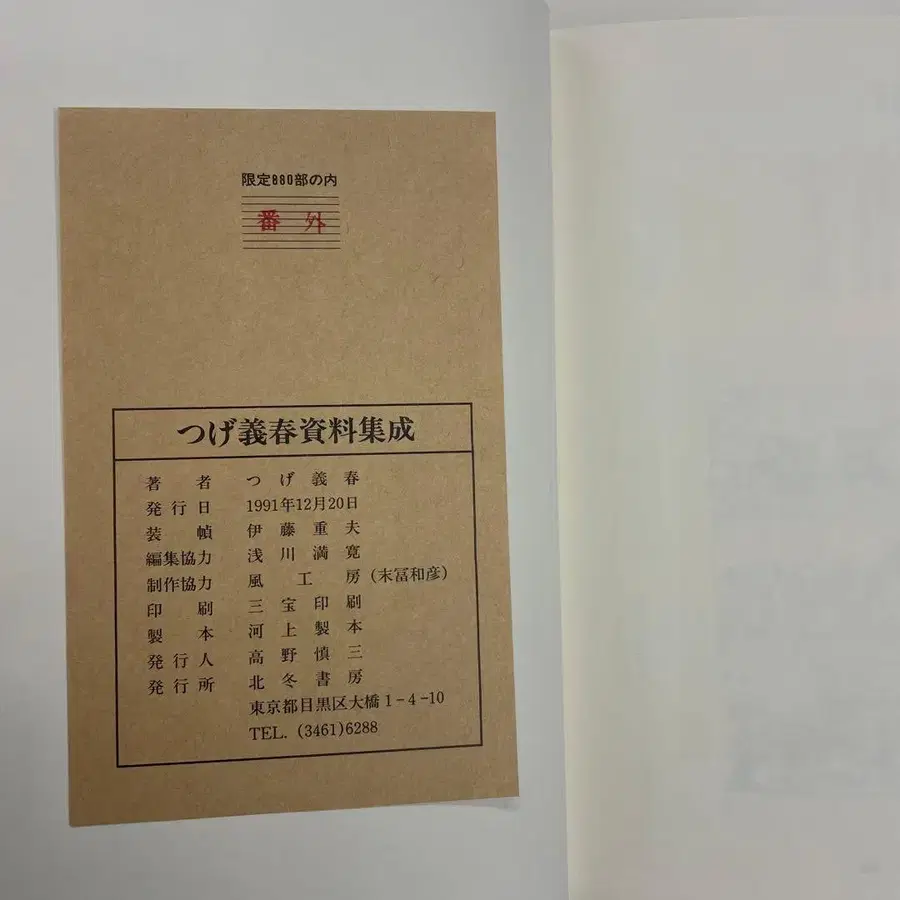 限定880部の内
番外
つげ義春資料集成
著者 つげ義春
発行日 1991年12月20日
装幀 伊藤重夫
編集協力 浅川満寛
制作協力 風工房(末冨和彦)
印刷 三宝印刷
製本 河上製本
発行人 高野慎三
発行所 北冬書房
東京都目黒区大橋1-4-10
TEL. (3461)6288